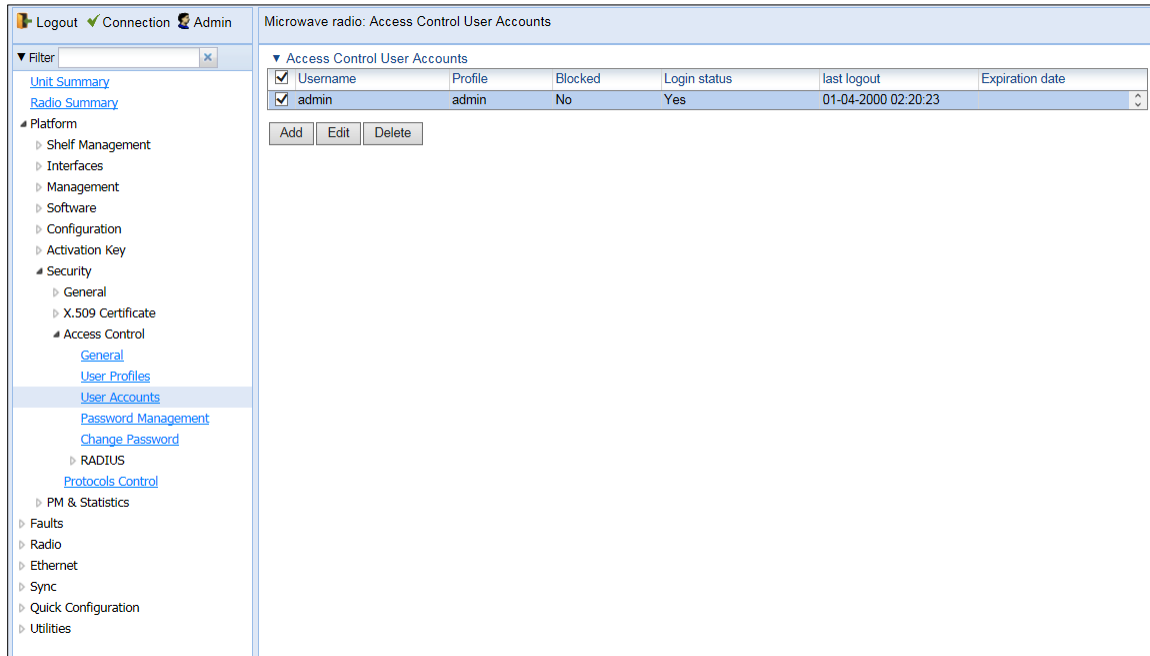 Logout Connection Admin
Filter
Unit Summary
Radio Summary
Platform
Shelf Management
Interfaces
Management
Software
Configuration
Activation Key
Security
General
X.509 Certificate
Access Control
General
User Profiles
User Accounts
Password Management
Change Password
RADIUS
Protocols Control
PM & Statistics
Faults
Radio
Ethernet
Sync
Quick Configuration
Utilities
Microwave radio: Access Control User Accounts
Access Control User Accounts
Username Profile Blocked Login status last logout Expiration date
admin admin No Yes 01-04-2000 02:20:23
Add Edit Delete